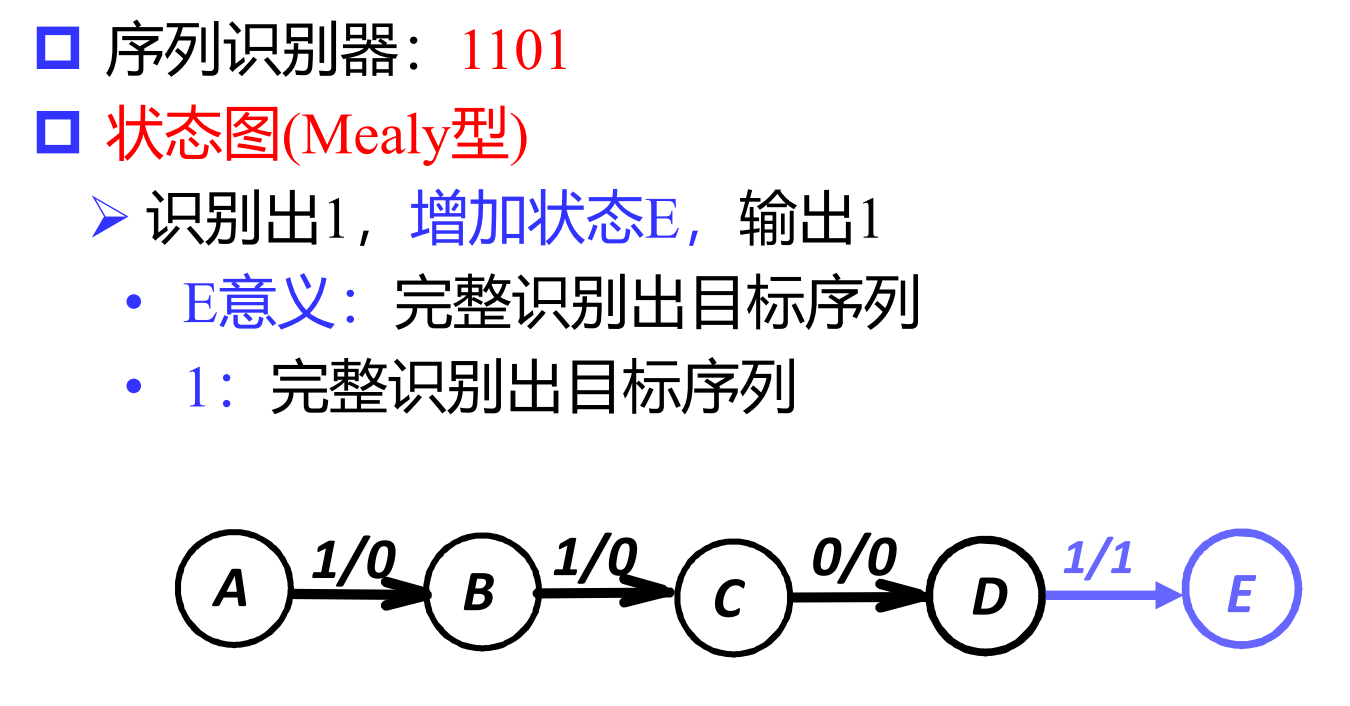 序列识别器：1101
状态图(Mealy型)
识别出1，增加状态E，输出1
E意义：完整识别出目标序列
1：完整识别出目标序列
A 1/0 B 1/0 C 0/0 D 1/1 E